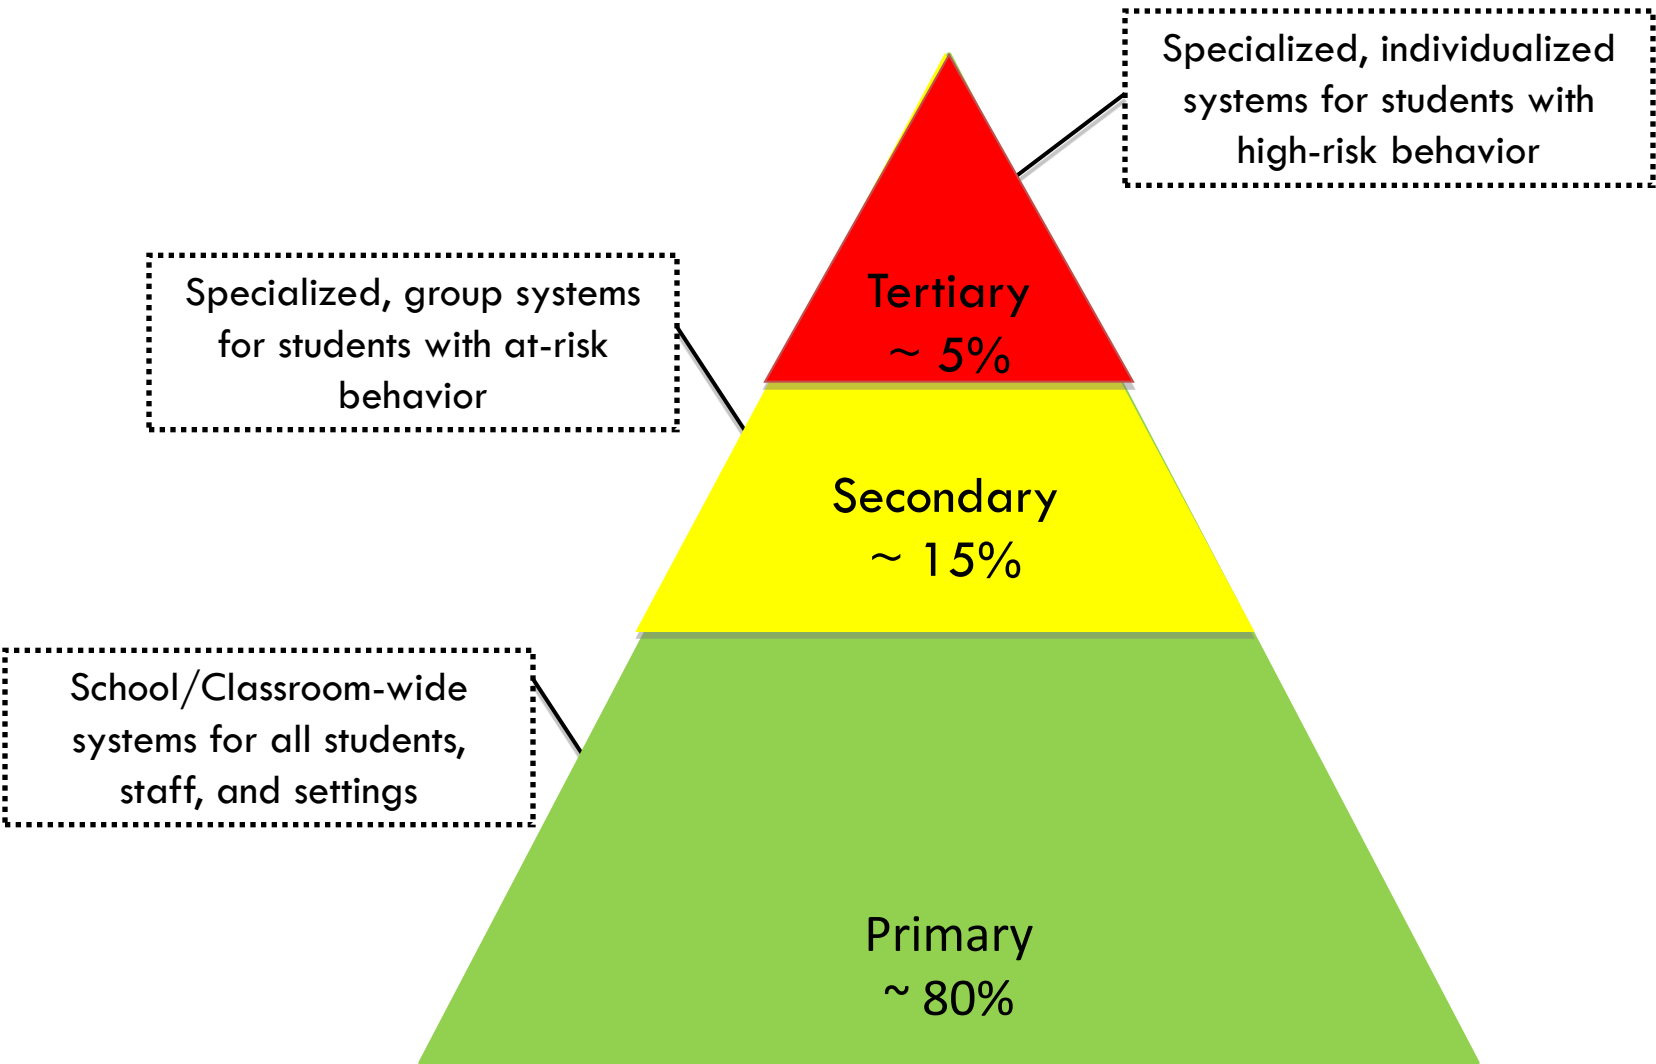 Specialized, individualized
systems for students with
high-risk behavior
Specialized, group systems
for students with at-risk
behavior
Tertiary
~ 5%
Secondary
~ 15%
School/Classroom-wide
systems for all students,
staff, and settings
Primary
~ 80%